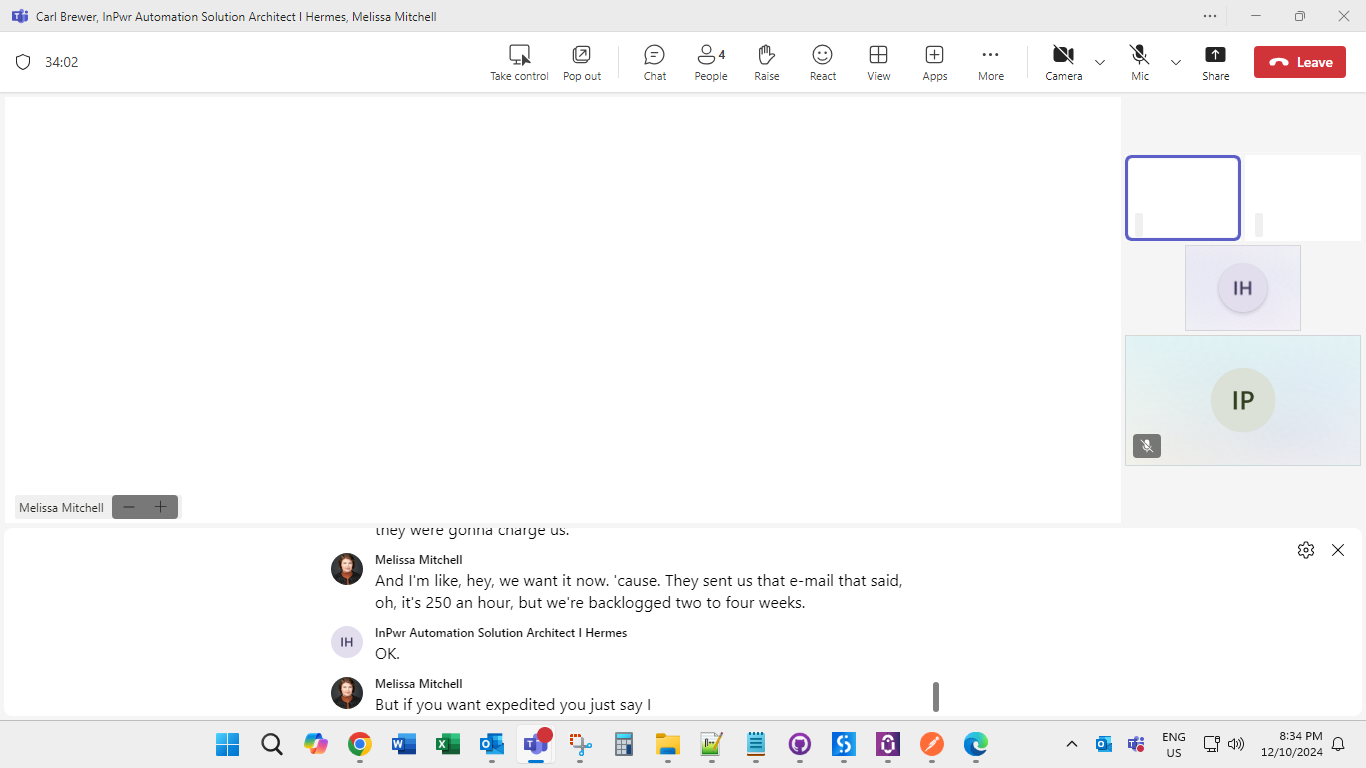 Carl Brewer, InPwr Automation Solution Architect I Hermes, Melissa Mitchell
34:02
Take control
Pop out
Chat
4
People
Raise
React
View
Apps
More
Camera
Mic
Share
Leave
IH
IP
Melissa Mitchell
they were gonna charge us.
Melissa Mitchell
And I'm like, hey, we want it now. 'cause. They sent us that e-mail that said,
oh, it's 250 an hour, but we're backlogged two to four weeks.
IH
InPwr Automation Solution Architect I Hermes
OK.
Melissa Mitchell
But if you want expedited you just say I
ENG
US
8:34 PM
12/10/2024